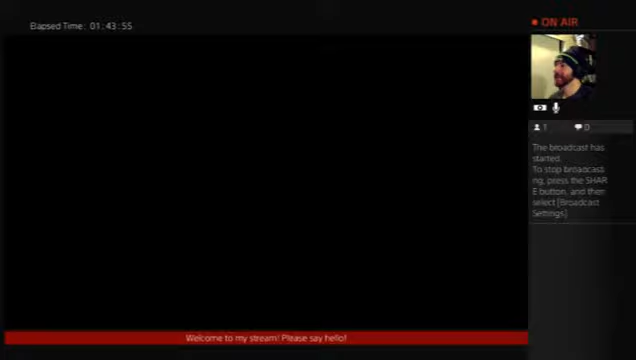 Elapsed Time: 01:43:55
ON AIR
1
0
The broadcast has
started.
To stop broadcasti
ng, press the SHAR
E button, and then
select [Broadcast
Settings]
Welcome to my stream! Please say hello!